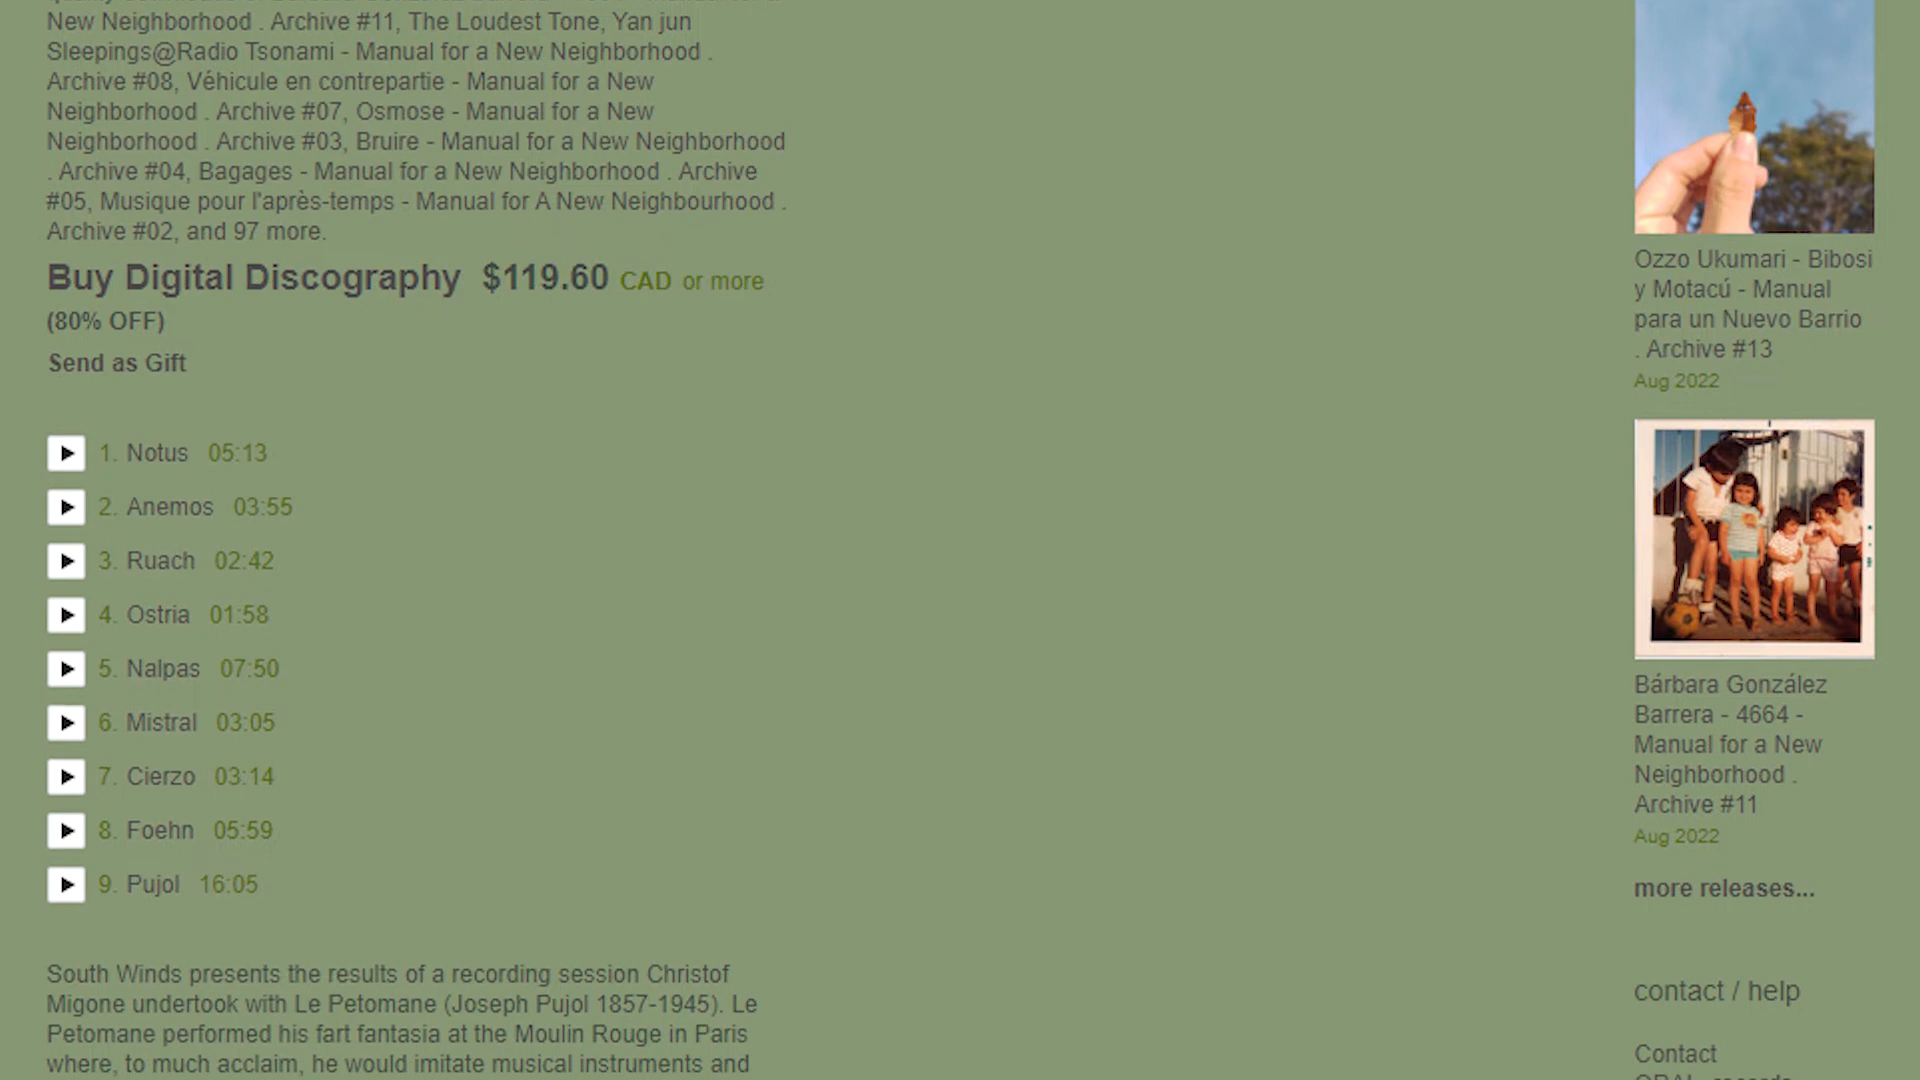 New Neighborhood . Archive #11, The Loudest Tone, Yan jun
Sleepings@Radio Tsonami - Manual for a New Neighborhood .
Archive #08, Véhicule en contrepartie - Manual for a New
Neighborhood . Archive #07, Osmose - Manual for a New
Neighborhood . Archive #03, Bruire - Manual for a New Neighborhood
. Archive #04, Bagages - Manual for a New Neighborhood . Archive
#05, Musique pour l'après-temps - Manual for A New Neighbourhood .
Archive #02, and 97 more.
Buy Digital Discography $119.60 CAD or more
(80% OFF)
Send as Gift
1. Notus 05:13
2. Anemos 03:55
3. Ruach 02:42
4. Ostria 01:58
5. Nalpas 07:50
6. Mistral 03:05
7. Cierzo 03:14
8. Foehn 05:59
9. Pujol 16:05
South Winds presents the results of a recording session Christof
Migone undertook with Le Petomane (Joseph Pujol 1857-1945). Le
Petomane performed his fart fantasia at the Moulin Rouge in Paris
where, to much acclaim, he would imitate musical instruments and
Ozzo Ukumari - Bibosi
y Motacú - Manual
para un Nuevo Barrio
. Archive #13
Aug 2022
Bárbara González
Barrera - 4664 -
Manual for a New
Neighborhood .
Archive #11
Aug 2022
more releases...
contact / help
Contact